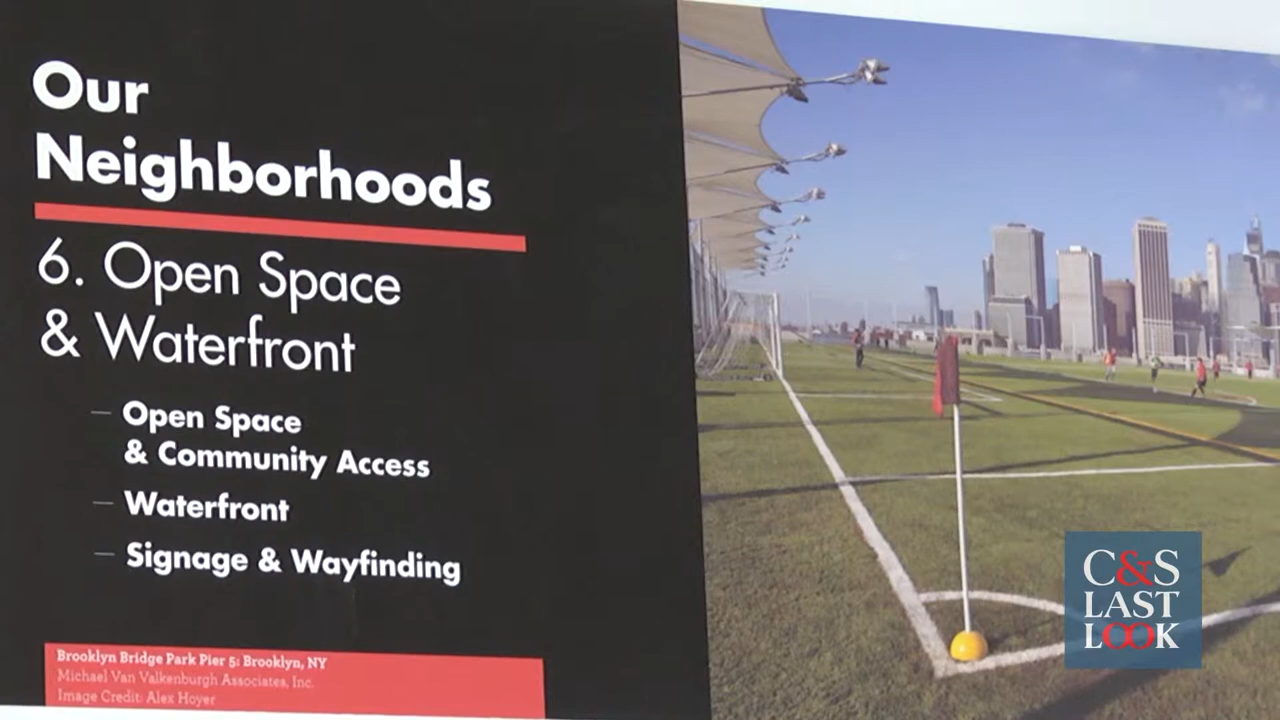 Our
Neighborhoods
6. Open Space
& Waterfront
— Open Space
& Community Access
— Waterfront
— Signage & Wayfinding
Brooklyn Bridge Park Pier 5: Brooklyn, NY
Michael Van Valkenburgh Associates, Inc.
Image Credit: Alex Hoyer
C&S
LAST
LOOK